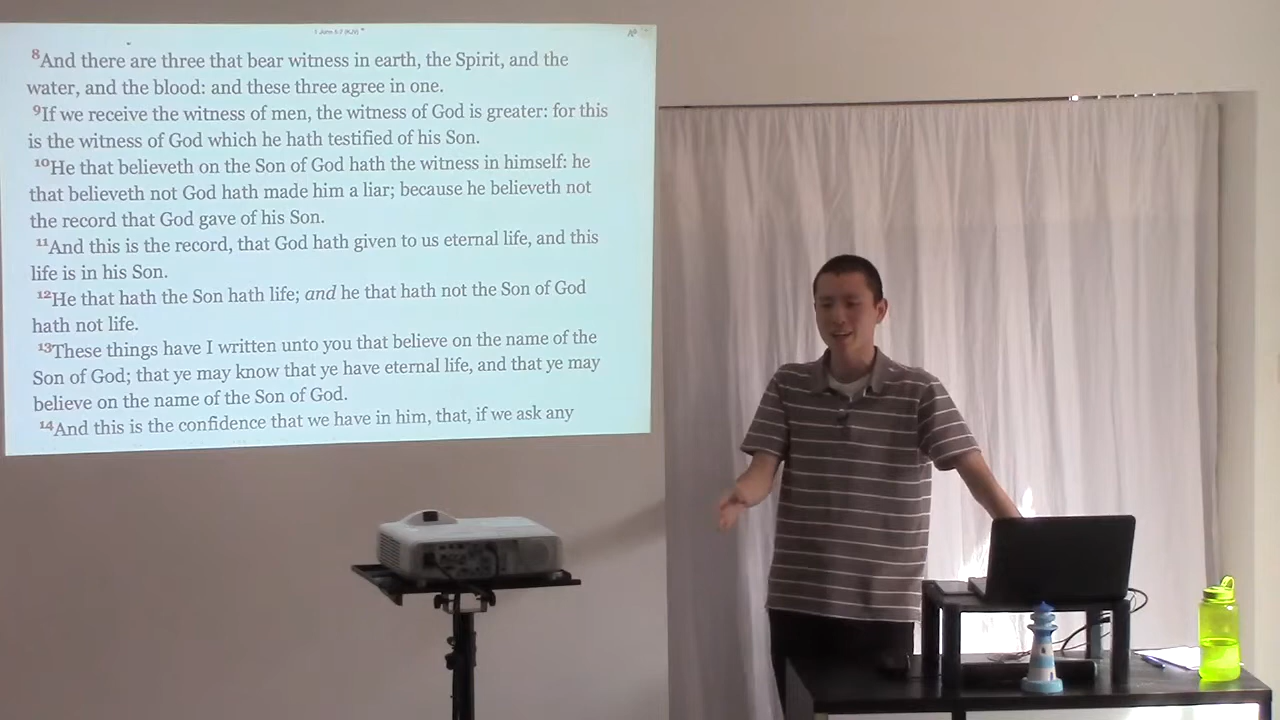 1 John 5:7 (KJV)
8And there are three that bear witness in earth, the Spirit, and the
water, and the blood: and these three agree in one.
9If we receive the witness of men, the witness of God is greater: for this
is the witness of God which he hath testified of his Son.
10He that believeth on the Son of God hath the witness in himself: he
that believeth not God hath made him a liar; because he believeth not
the record that God gave of his Son.
11And this is the record, that God hath given to us eternal life, and this
life is in his Son.
12He that hath the Son hath life; and he that hath not the Son of God
hath not life.
13These things have I written unto you that believe on the name of the
Son of God; that ye may know that ye have eternal life, and that ye may
believe on the name of the Son of God.
14And this is the confidence that we have in him, that, if we ask any